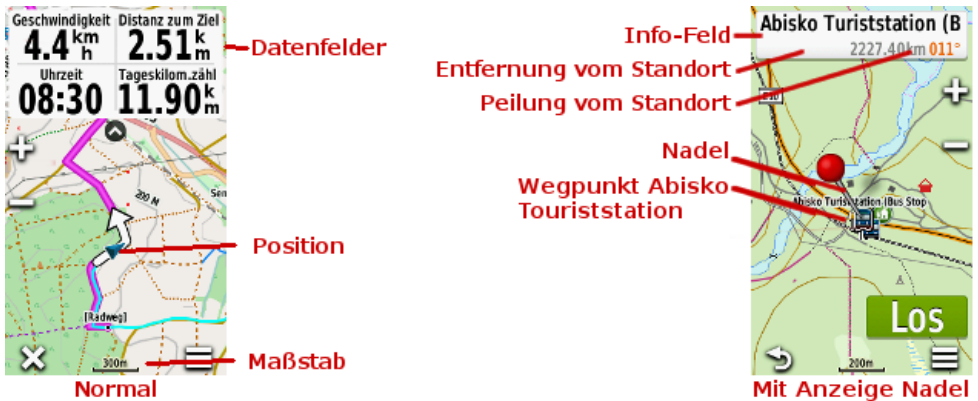 Geschwindigkeit Distanz zum Ziel
4.4 km/h 2.51 km
Uhrzeit Tageskilom.zähl
08:30 11.90 km
200 M
[Radweg]
300m
Normal
Datenfelder
Position
Maßstab
Info-Feld
Entfernung vom Standort
Peilung vom Standort
Nadel
Wegpunkt Abisko
Touriststation
Abisko Turiststation (B
2227.40km 011°
E10
Abisko Turiststation (Bus Stop
Los
200m
Mit Anzeige Nadel